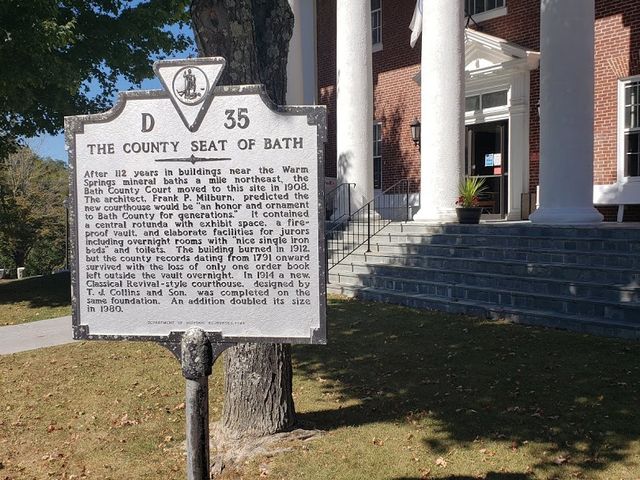 D 35
THE COUNTY SEAT OF BATH
After 112 years in buildings near the Warm
Springs mineral baths a mile northeast, the
Bath County Court moved to this site in 1908.
The architect, Frank P. Milburn, predicted the
new courthouse would be "an honor and ornament
to Bath County for generations." It contained
a central rotunda with exhibit space, a fire-
proof vault, and elaborate facilities for jurors
including overnight rooms with "nice single iron
beds" and toilets. The building burned in 1912,
but the county records dating from 1791 onward
survived with the loss of only one order book
left outside the vault overnight. In 1914 a new,
Classical Revival-style courthouse, designed by
T. J. Collins and Son, was completed on the
same foundation. An addition doubled its size
in 1980.
DEPARTMENT OF HISTORIC RESOURCES,